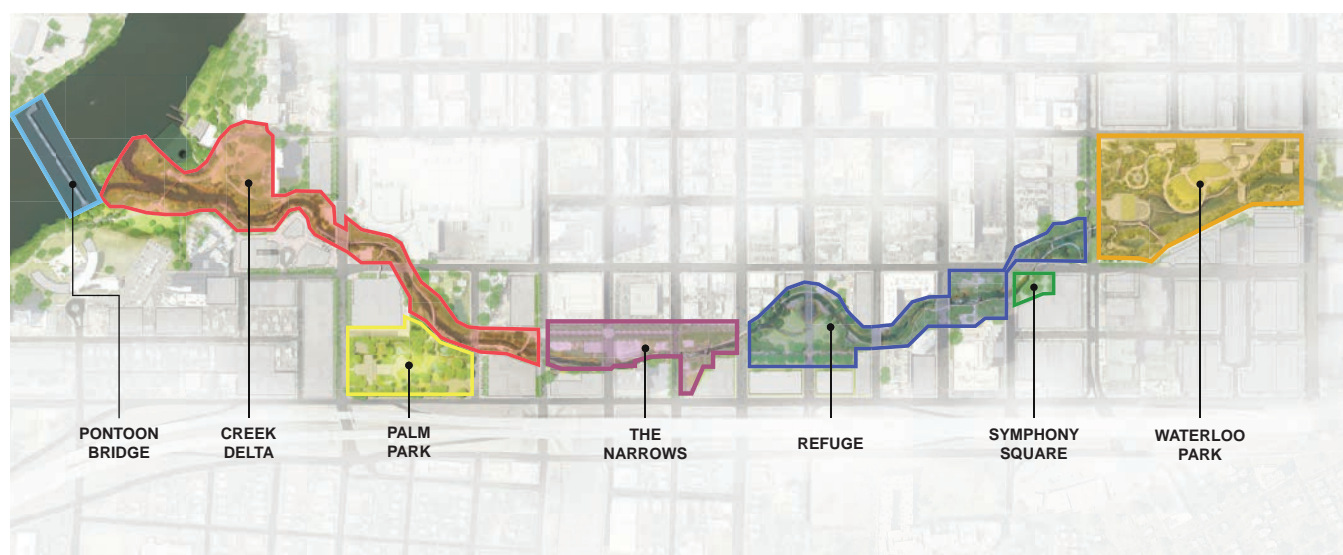 PONTOON
BRIDGE
CREEK
DELTA
PALM
PARK
THE
NARROWS
REFUGE
SYMPHONY
SQUARE
WATERLOO
PARK